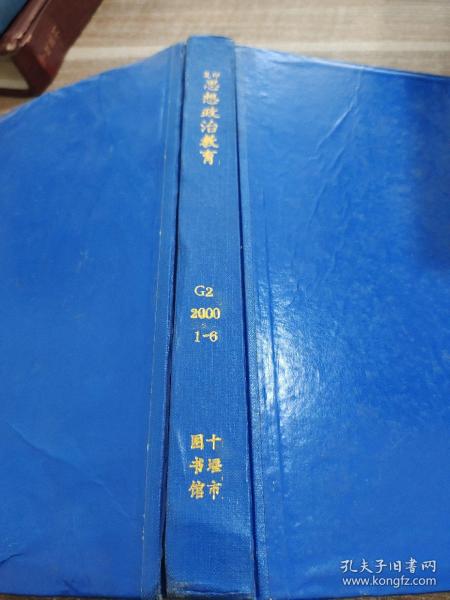 复印
思想政治教育
G2
2000
1-6
十堰市
图书馆
孔夫子旧书网
www.kongfz.com